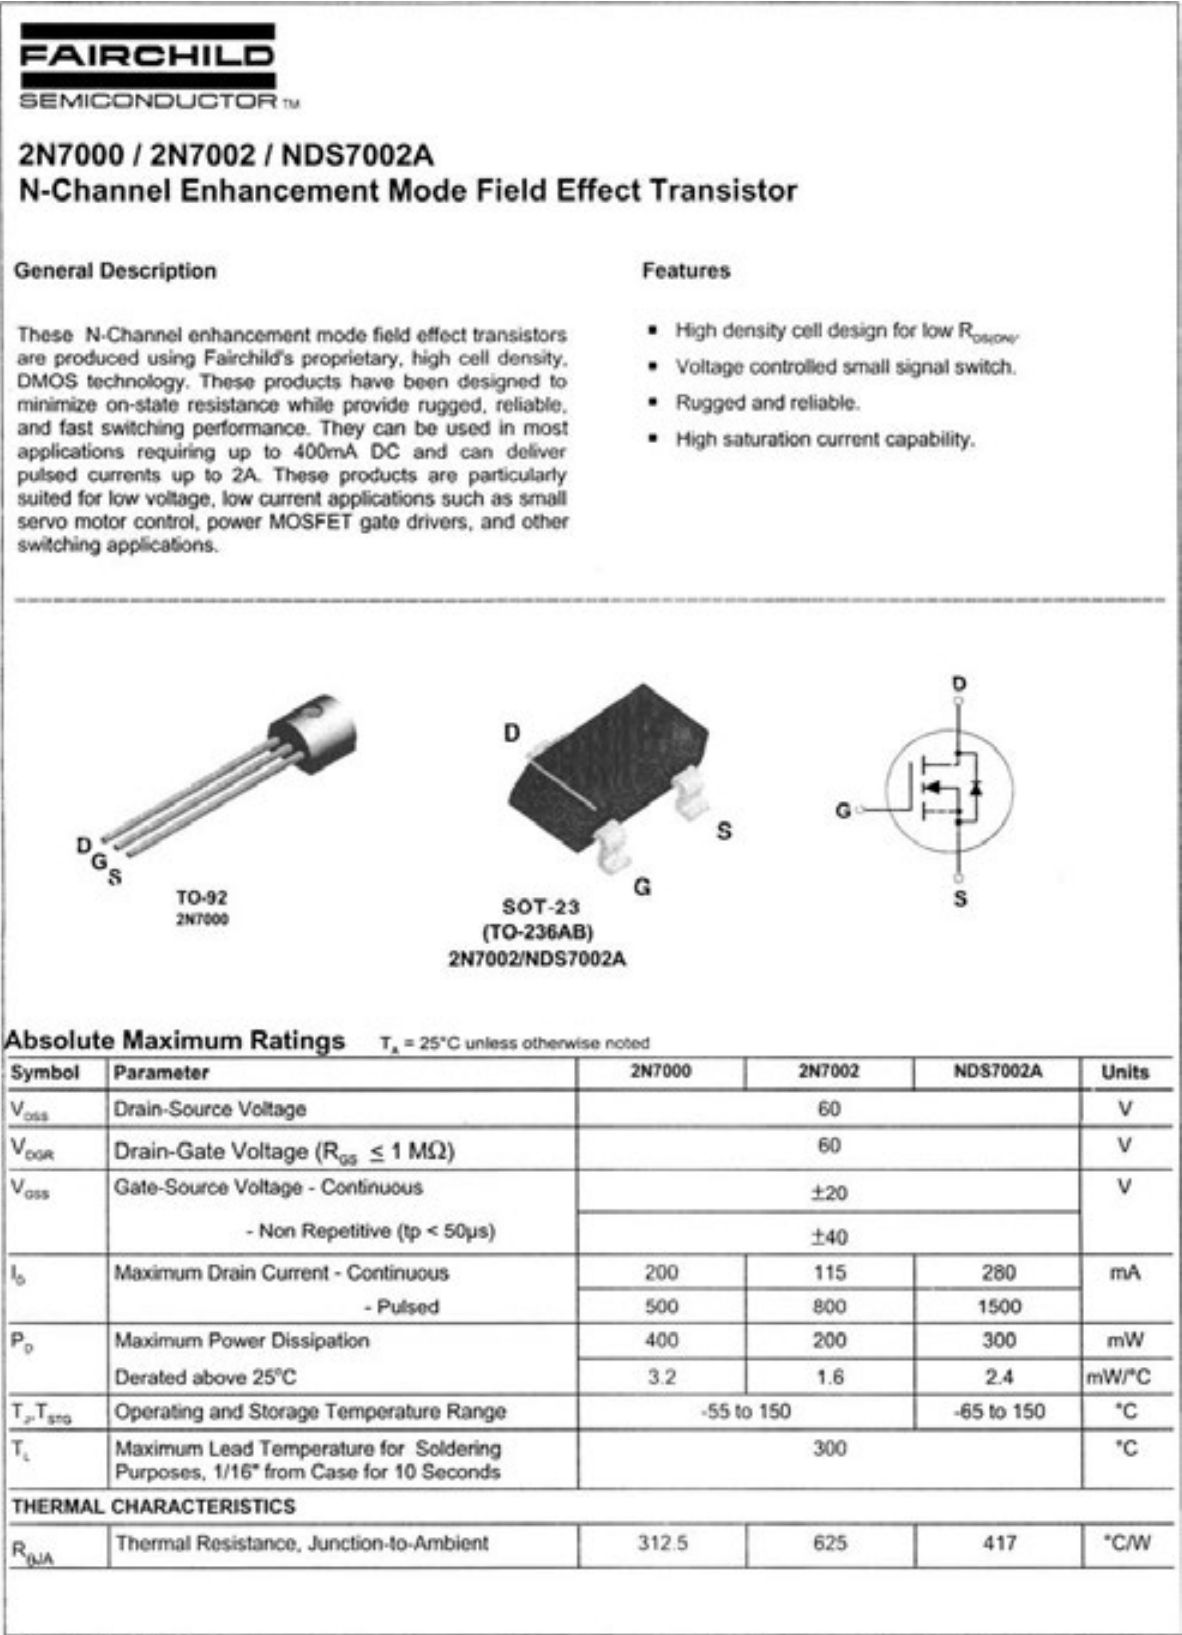 FAIRCHILD
SEMICONDUCTOR TM
2N7000 / 2N7002 / NDS7002A
N-Channel Enhancement Mode Field Effect Transistor
General Description
These N-Channel enhancement mode field effect transistors
are produced using Fairchild's proprietary, high cell density,
DMOS technology. These products have been designed to
minimize on-state resistance while provide rugged, reliable,
and fast switching performance. They can be used in most
applications requiring up to 400mA DC and can deliver
pulsed currents up to 2A. These products are particularly
suited for low voltage, low current applications such as small
servo motor control, power MOSFET gate drivers, and other
switching applications.
Features
▪ High density cell design for low RDS(ON).
▪ Voltage controlled small signal switch.
▪ Rugged and reliable.
▪ High saturation current capability.
D
G
S
TO-92
2N7000
D
S
G
SOT-23
(TO-236AB)
2N7002/NDS7002A
D
G
S
Absolute Maximum Ratings TA = 25°C unless otherwise noted
Symbol Parameter 2N7000 2N7002 NDS7002A Units
VDSS Drain-Source Voltage 60 V
VDGR Drain-Gate Voltage (RGS ≤ 1 MΩ) 60 V
VGSS Gate-Source Voltage - Continuous ±20 V
- Non Repetitive (tp < 50µs) ±40
ID Maximum Drain Current - Continuous 200 115 280 mA
- Pulsed 500 800 1500
PD Maximum Power Dissipation 400 200 300 mW
Derated above 25°C 3.2 1.6 2.4 mW/°C
TJ,TSTG Operating and Storage Temperature Range -55 to 150 -65 to 150 °C
TL Maximum Lead Temperature for Soldering 300 °C
Purposes, 1/16" from Case for 10 Seconds
THERMAL CHARACTERISTICS
RθJA Thermal Resistance, Junction-to-Ambient 312.5 625 417 °C/W